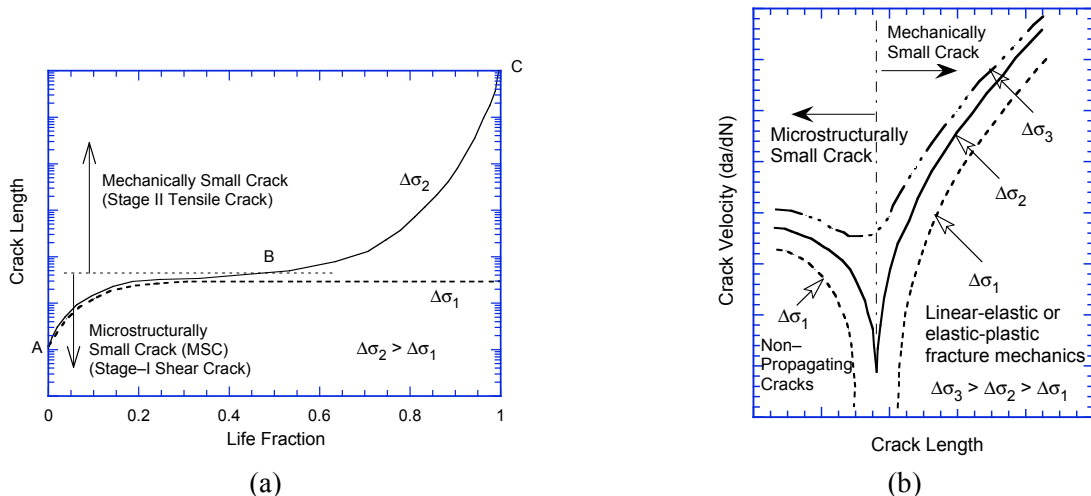 C
Crack Length
Mechanically Small Crack
(Stage II Tensile Crack)
Δσ2
B
Δσ1
A
Microstructurally
Small Crack (MSC)
(Stage–I Shear Crack)
Δσ2 > Δσ1
0 0.2 0.4 0.6 0.8 1
Life Fraction
(a)
Crack Velocity (da/dN)
Mechanically
Small Crack
Microstructurally
Small Crack
Δσ3
Δσ2
Δσ1
Δσ1
Non–
Propagating
Cracks
Linear-elastic or
elastic-plastic
fracture mechanics
Δσ3 > Δσ2 > Δσ1
Crack Length
(b)